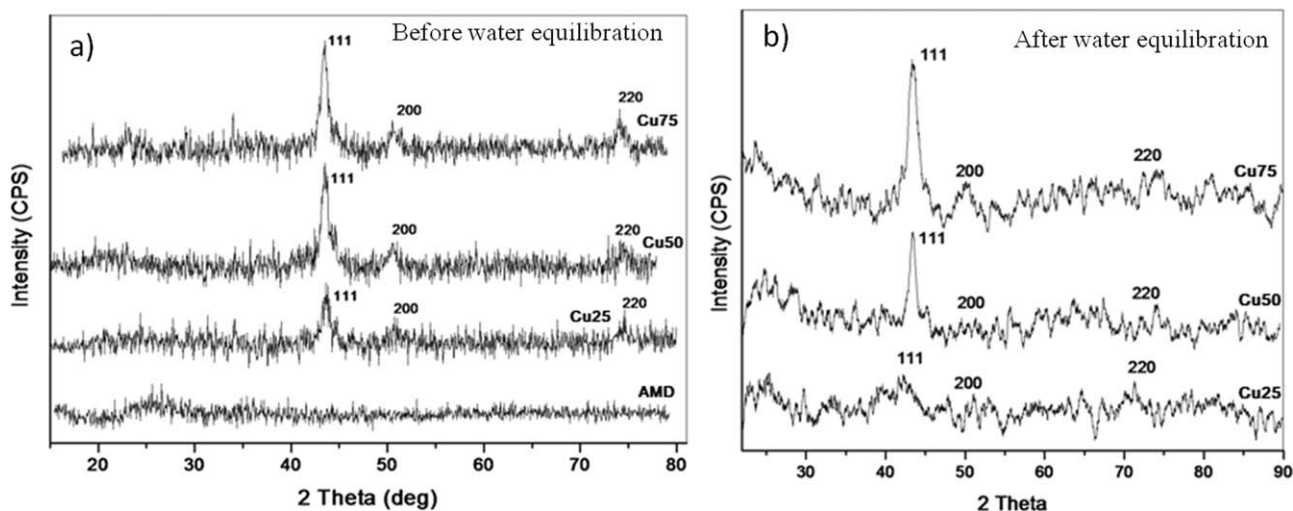 a)
Before water equilibration
111
200
220
Cu75
111
200
220
Cu50
111
200
220
Cu25
AMD
Intensity (CPS)
20 30 40 50 60 70 80
2 Theta (deg)
b)
After water equilibration
111
200
220
Cu75
111
200
220
Cu50
111
200
220
Cu25
Intensity (CPS)
30 40 50 60 70 80 90
2 Theta